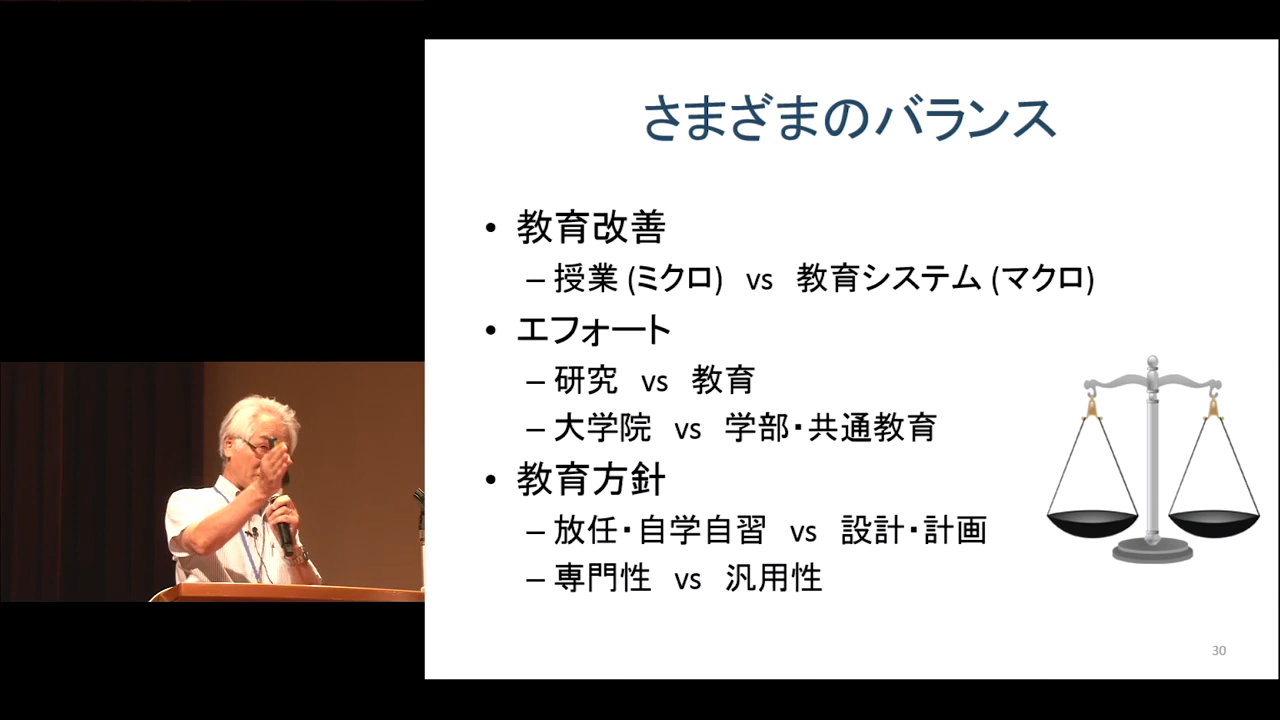 さまざまのバランス
• 教育改善
– 授業 (ミクロ) vs 教育システム (マクロ)
• エフォート
– 研究 vs 教育
– 大学院 vs 学部・共通教育
• 教育方針
– 放任・自学自習 vs 設計・計画
– 専門性 vs 汎用性
30